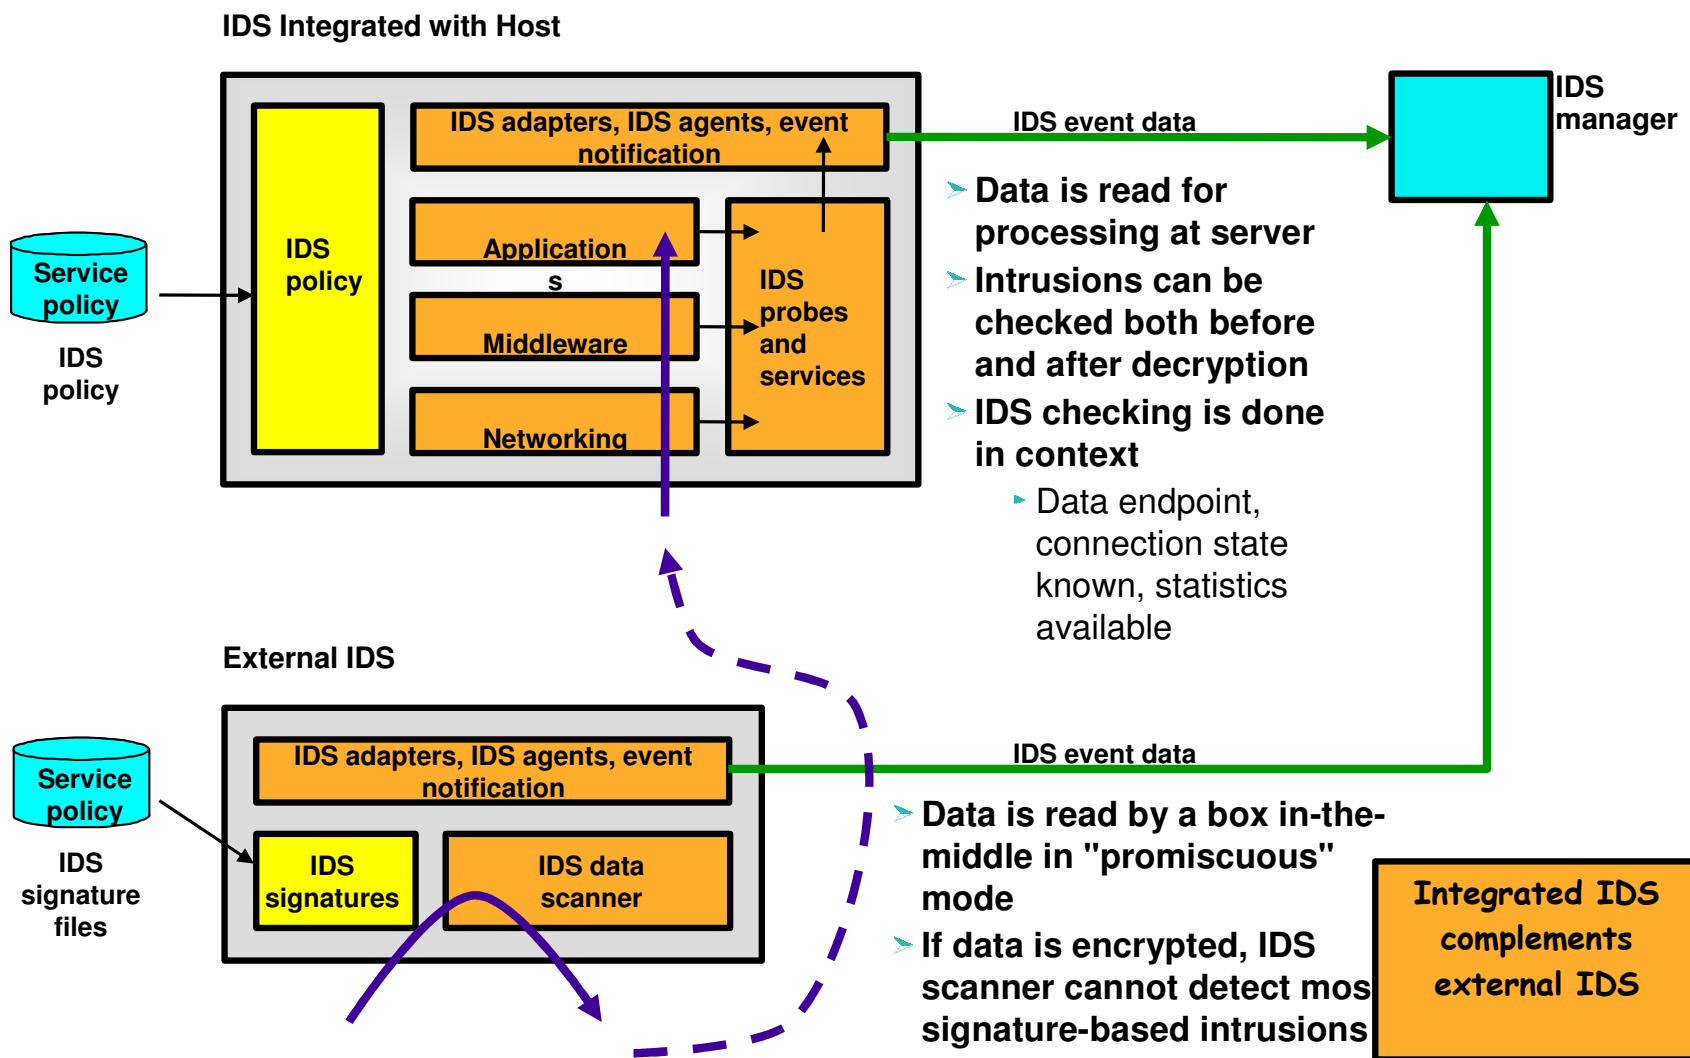 IDS Integrated with Host
IDS adapters, IDS agents, event
notification
IDS event data
IDS
manager
Service
policy
IDS
policy
IDS
policy
Application
s
Middleware
Networking
IDS
probes
and
services
Data is read for
processing at server
Intrusions can be
checked both before
and after decryption
IDS checking is done
in context
Data endpoint,
connection state
known, statistics
available
External IDS
IDS adapters, IDS agents, event
notification
IDS event data
Service
policy
IDS
signature
files
IDS
signatures
IDS data
scanner
Data is read by a box in-the-
middle in "promiscuous"
mode
If data is encrypted, IDS
scanner cannot detect mos
signature-based intrusions
Integrated IDS
complements
external IDS